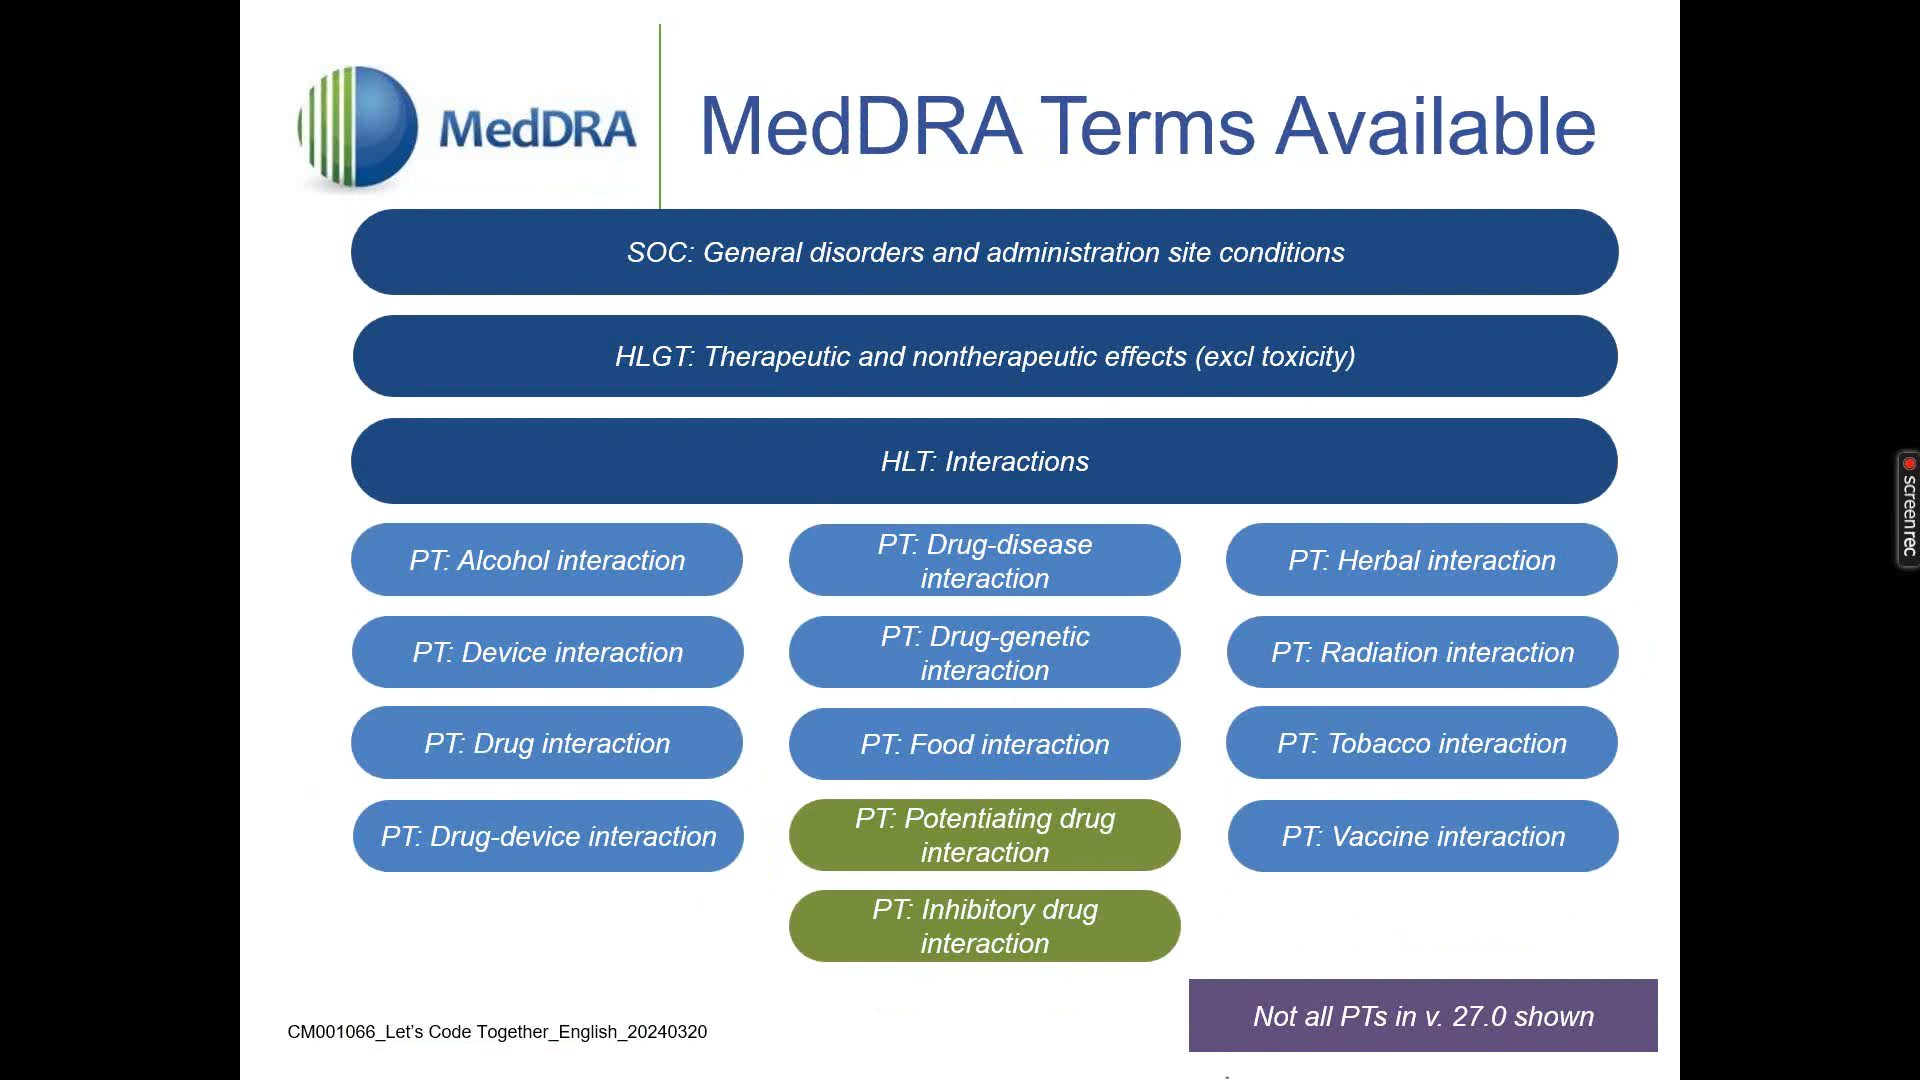 MedDRA
MedDRA Terms Available
SOC: General disorders and administration site conditions
HLGT: Therapeutic and nontherapeutic effects (excl toxicity)
HLT: Interactions
PT: Alcohol interaction
PT: Drug-disease
interaction
PT: Herbal interaction
PT: Device interaction
PT: Drug-genetic
interaction
PT: Radiation interaction
PT: Drug interaction
PT: Food interaction
PT: Tobacco interaction
PT: Drug-device interaction
PT: Potentiating drug
interaction
PT: Vaccine interaction
PT: Inhibitory drug
interaction
Not all PTs in v. 27.0 shown
CM001066_Let’s Code Together_English_20240320
screenrec